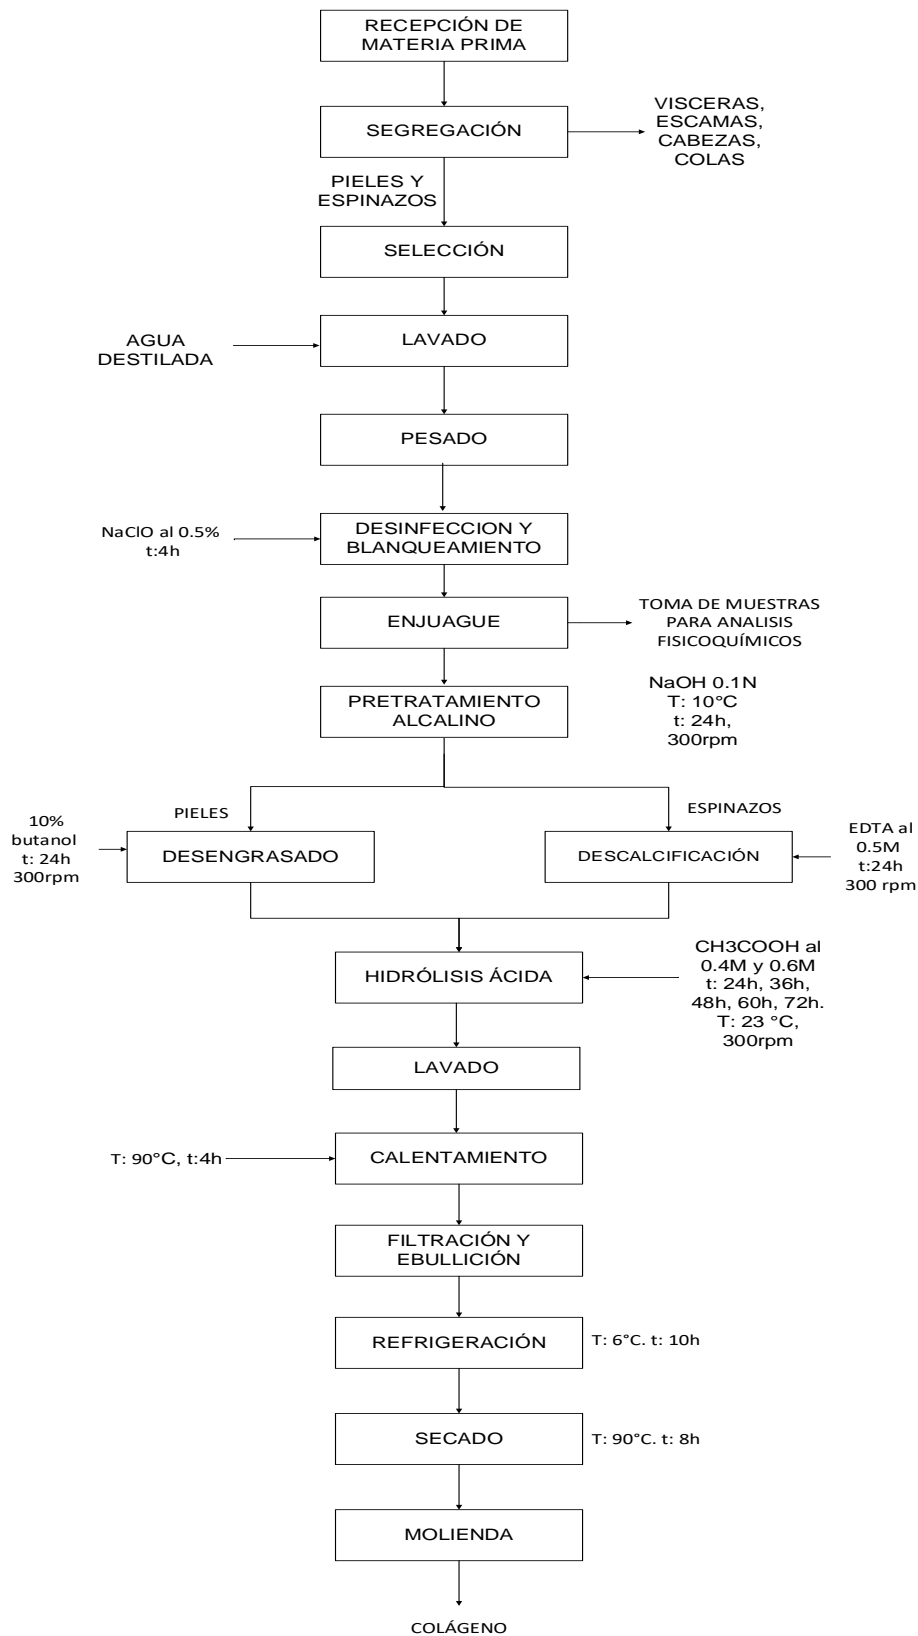 RECEPCIÓN DE
MATERIA PRIMA
SEGREGACIÓN
VISCERAS,
ESCAMAS,
CABEZAS,
COLAS
PIELES Y
ESPINAZOS
SELECCIÓN
AGUA
DESTILADA
LAVADO
PESADO
NaClO al 0.5%
t:4h
DESINFECCION Y
BLANQUEAMIENTO
ENJUAGUE
TOMA DE MUESTRAS
PARA ANALISIS
FISICOQUÍMICOS
PRETRATAMIENTO
ALCALINO
NaOH 0.1N
T: 10°C
t: 24h,
300rpm
PIELES
ESPINAZOS
10%
butanol
t: 24h
300rpm
DESENGRASADO
DESCALCIFICACIÓN
EDTA al
0.5M
t:24h
300 rpm
HIDRÓLISIS ÁCIDA
CH3COOH al
0.4M y 0.6M
t: 24h, 36h,
48h, 60h, 72h.
T: 23 °C,
300rpm
LAVADO
T: 90°C, t:4h
CALENTAMIENTO
FILTRACIÓN Y
EBULLICIÓN
REFRIGERACIÓN
T: 6°C. t: 10h
SECADO
T: 90°C. t: 8h
MOLIENDA
COLÁGENO